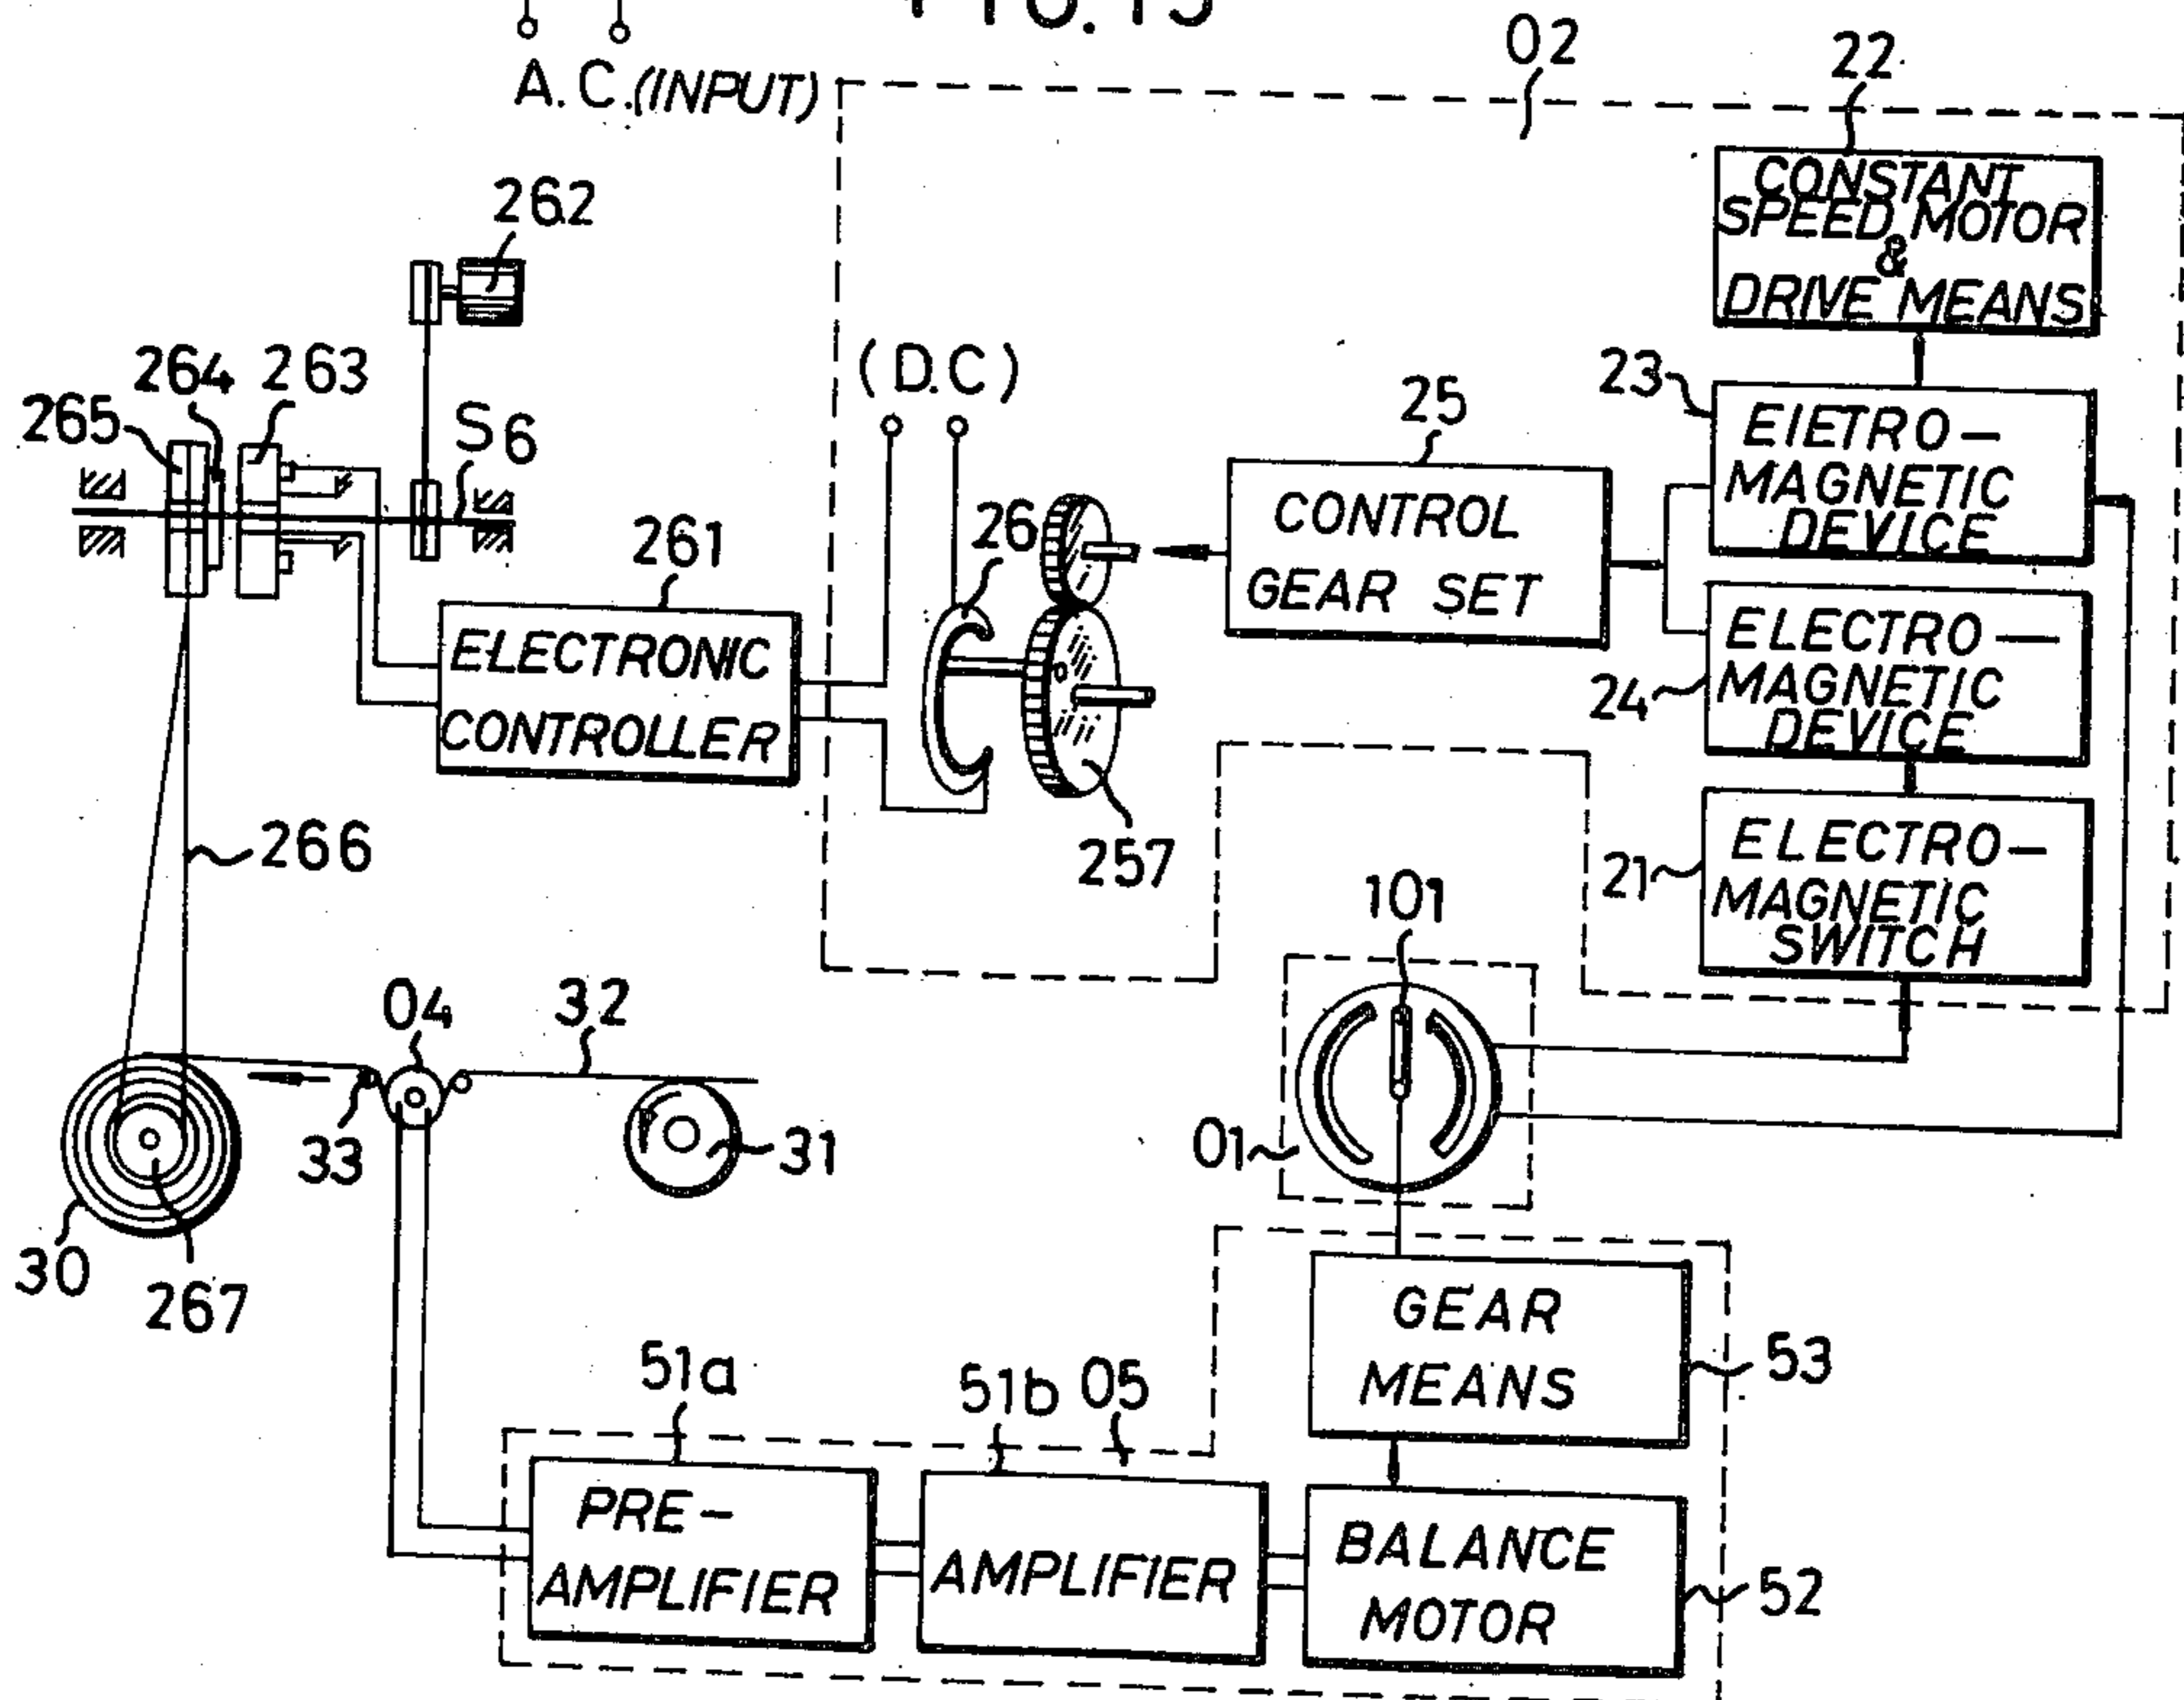 FIG. 15
A.C. (INPUT)
02
22
CONSTANT
SPEED MOTOR
&
DRIVE MEANS
262
264
263
265
S6
(D.C)
25
23
EIETRO-
MAGNETIC
DEVICE
CONTROL
GEAR SET
26
261
ELECTRONIC
CONTROLLER
ELECTRO-
MAGNETIC
DEVICE
24
257
266
ELECTRO-
MAGNETIC
SWITCH
21
101
04
32
33
31
01
30
267
GEAR
MEANS
53
51a
51b
05
PRE-
AMPLIFIER
AMPLIFIER
BALANCE
MOTOR
52